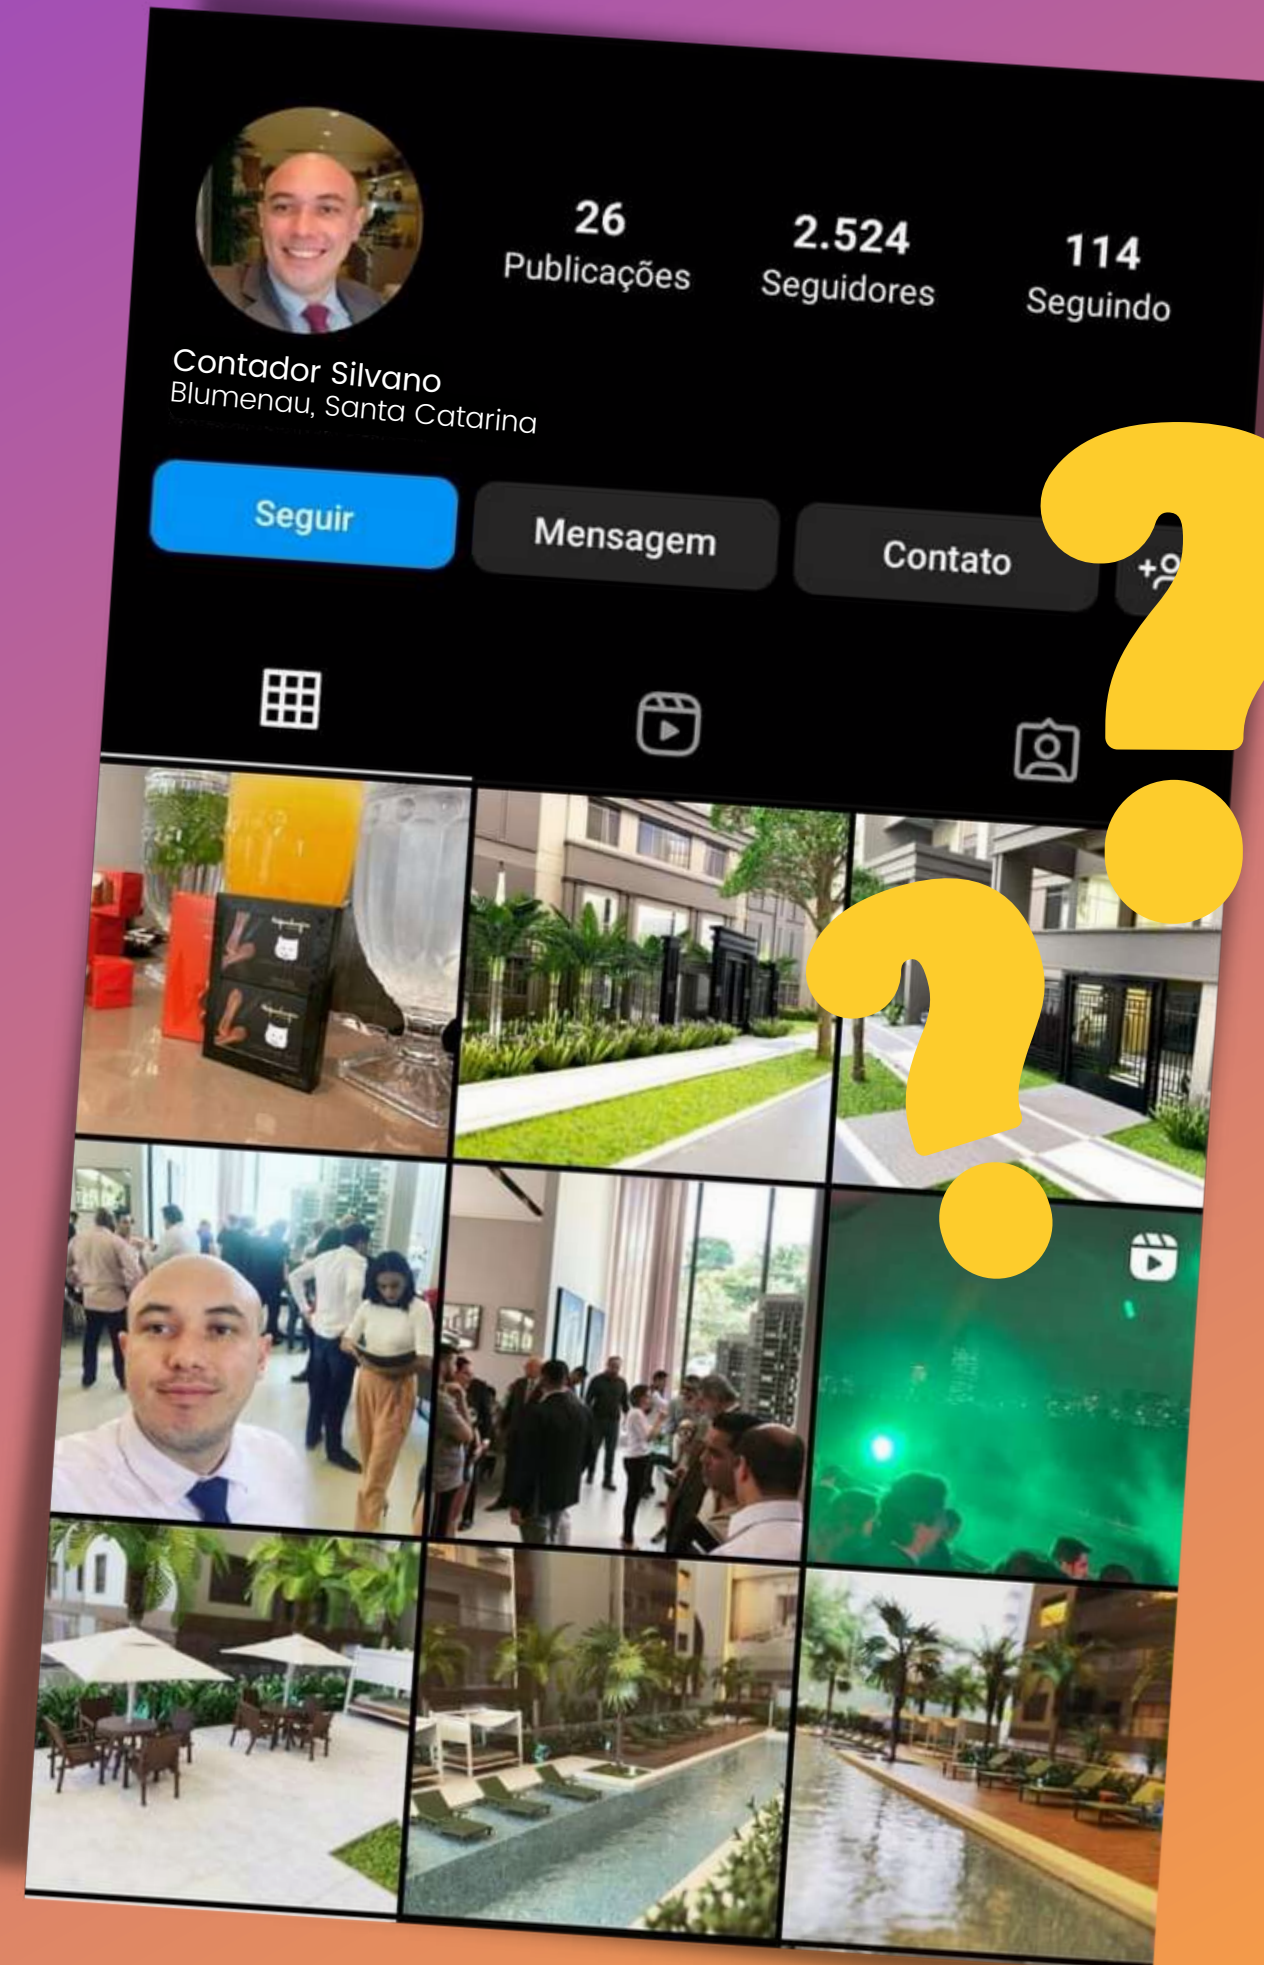 26
Publicações
2.524
Seguidores
114
Seguindo
Contador Silvano
Blumenau, Santa Catarina
Seguir
Mensagem
Contato
?
?